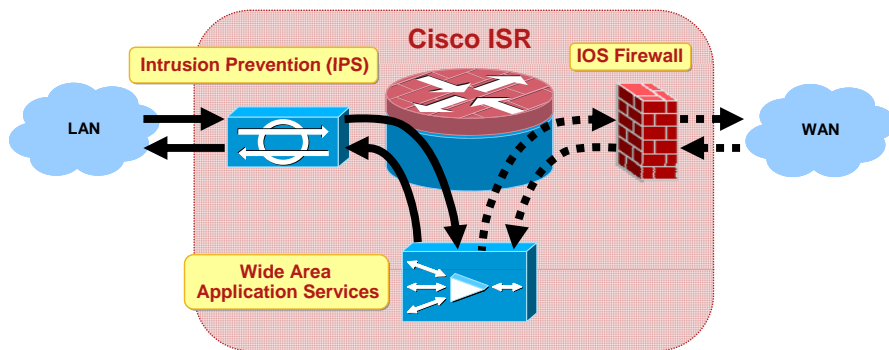 Cisco ISR
Intrusion Prevention (IPS)
IOS Firewall
LAN
WAN
Wide Area
Application Services